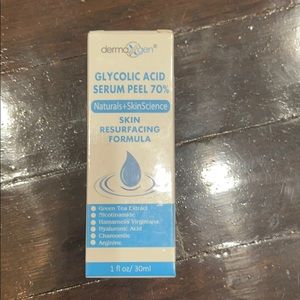 dermaXgen®
GLYCOLIC ACID
SERUM PEEL 70%
Naturals+SkinScience
SKIN
RESURFACING
FORMULA
Green Tea Extract
Nicotinamide
Hamamelis Virginiana
Hyaluronic Acid
Chamomile
Arginine
1 fl oz/ 30ml